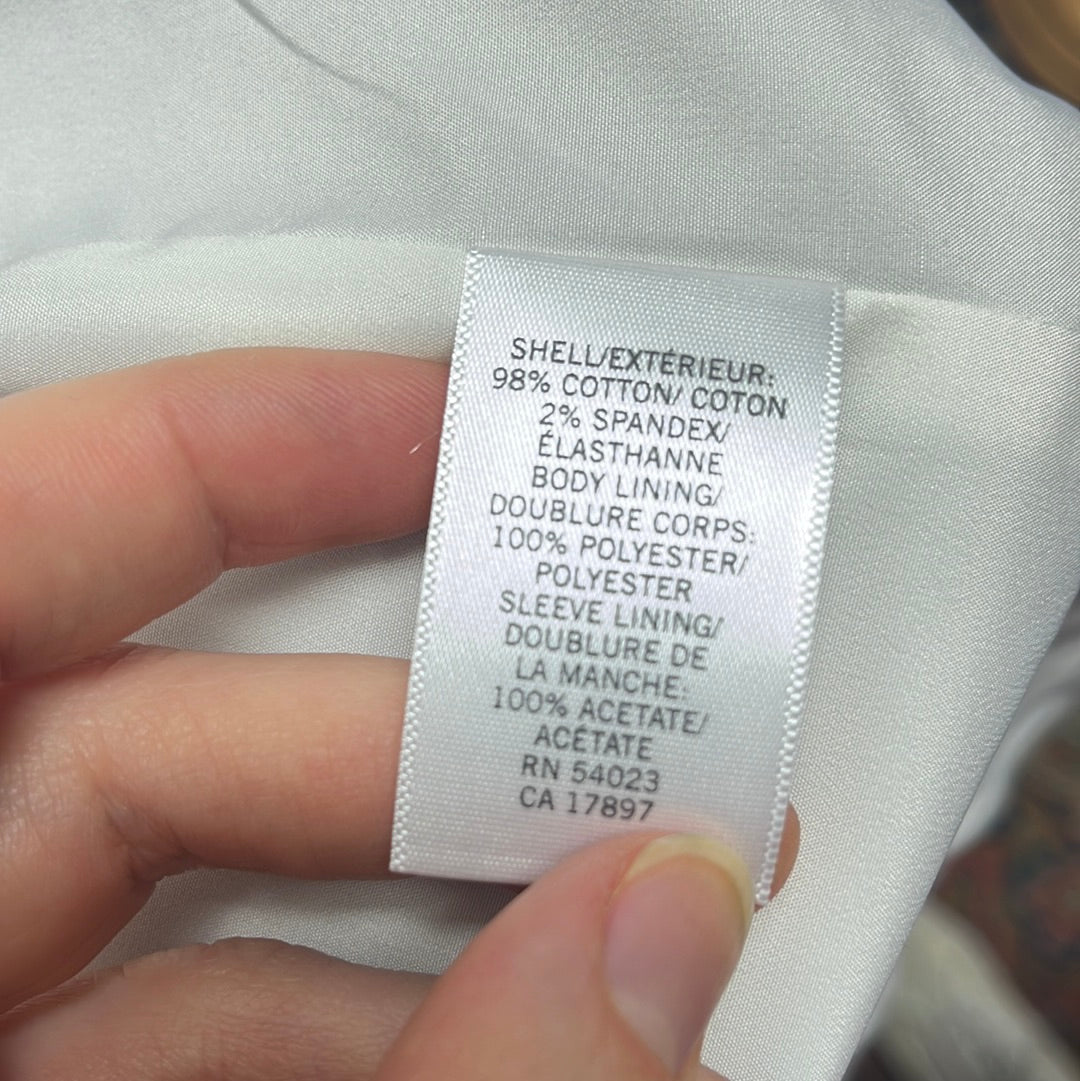 SHELL/EXTÉRIEUR:
98% COTTON/ COTON
2% SPANDEX/
ÉLASTHANNE
BODY LINING/
DOUBLURE CORPS:
100% POLYESTER/
POLYESTER
SLEEVE LINING/
DOUBLURE DE
LA MANCHE:
100% ACETATE/
ACÉTATE
RN 54023
CA 17897